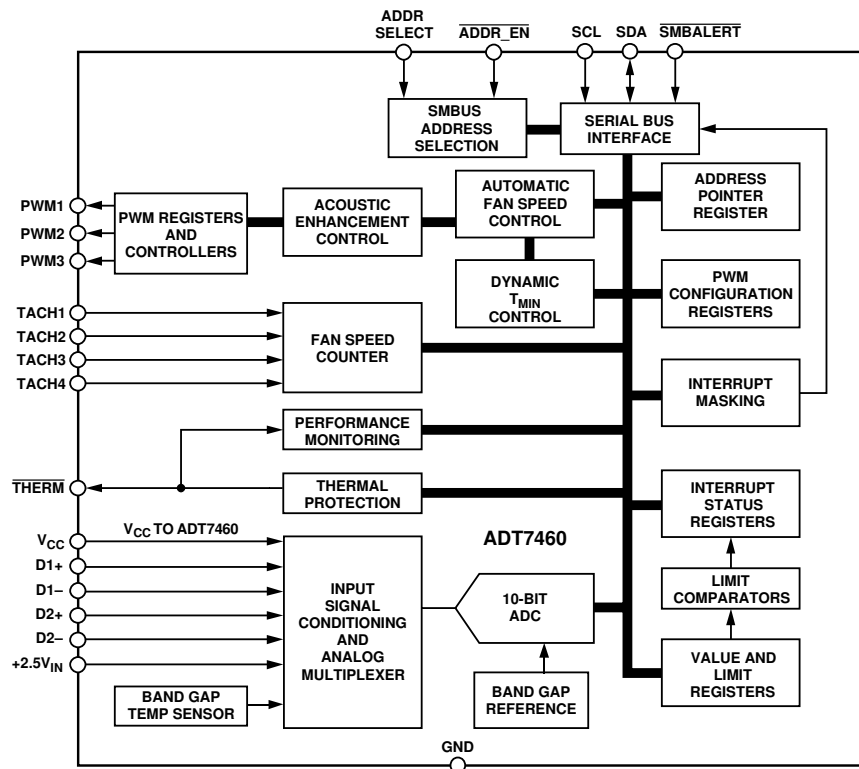 ADDR
SELECT
ADDR_EN
SCL
SDA
SMBALERT
SMBUS
ADDRESS
SELECTION
SERIAL BUS
INTERFACE
PWM1
PWM2
PWM3
PWM REGISTERS
AND
CONTROLLERS
ACOUSTIC
ENHANCEMENT
CONTROL
AUTOMATIC
FAN SPEED
CONTROL
ADDRESS
POINTER
REGISTER
DYNAMIC
TMIN
CONTROL
PWM
CONFIGURATION
REGISTERS
TACH1
TACH2
TACH3
TACH4
FAN SPEED
COUNTER
INTERRUPT
MASKING
PERFORMANCE
MONITORING
THERM
THERMAL
PROTECTION
INTERRUPT
STATUS
REGISTERS
VCC
VCC TO ADT7460
D1+
D1–
D2+
D2–
+2.5VIN
INPUT
SIGNAL
CONDITIONING
AND
ANALOG
MULTIPLEXER
ADT7460
10-BIT
ADC
LIMIT
COMPARATORS
VALUE AND
LIMIT
REGISTERS
BAND GAP
TEMP SENSOR
BAND GAP
REFERENCE
GND